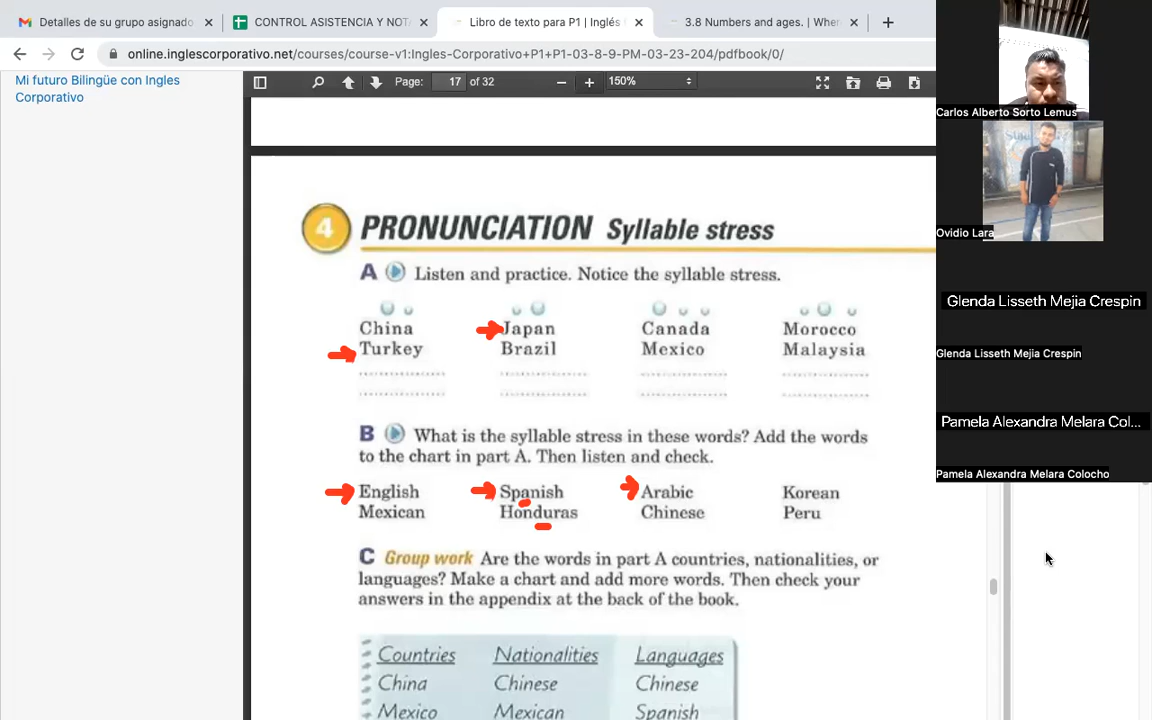 Detalles de su grupo asignado
CONTROL ASISTENCIA Y NOT
Libro de texto para P1 | Inglés
3.8 Numbers and ages. | Wher
online.inglescorporativo.net/courses/course-v1:Ingles-Corporativo+P1+P1-03-8-9-PM-03-23-204/pdfbook/0/
Mi futuro Bilingüe con Ingles
Corporativo
Page: 17 of 32
150%
4 PRONUNCIATION Syllable stress
A Listen and practice. Notice the syllable stress.
China Japan Canada Morocco
Turkey Brazil Mexico Malaysia
B What is the syllable stress in these words? Add the words
to the chart in part A. Then listen and check.
English Spanish Arabic Korean
Mexican Honduras Chinese Peru
C Group work Are the words in part A countries, nationalities, or
languages? Make a chart and add more words. Then check your
answers in the appendix at the back of the book.
Countries Nationalities Languages
China Chinese Chinese
Mexico Mexican Spanish
Carlos Alberto Sorto Lemus
Ovidio Lara
Glenda Lisseth Mejia Crespin
Glenda Lisseth Mejia Crespin
Pamela Alexandra Melara Col...
Pamela Alexandra Melara Colocho